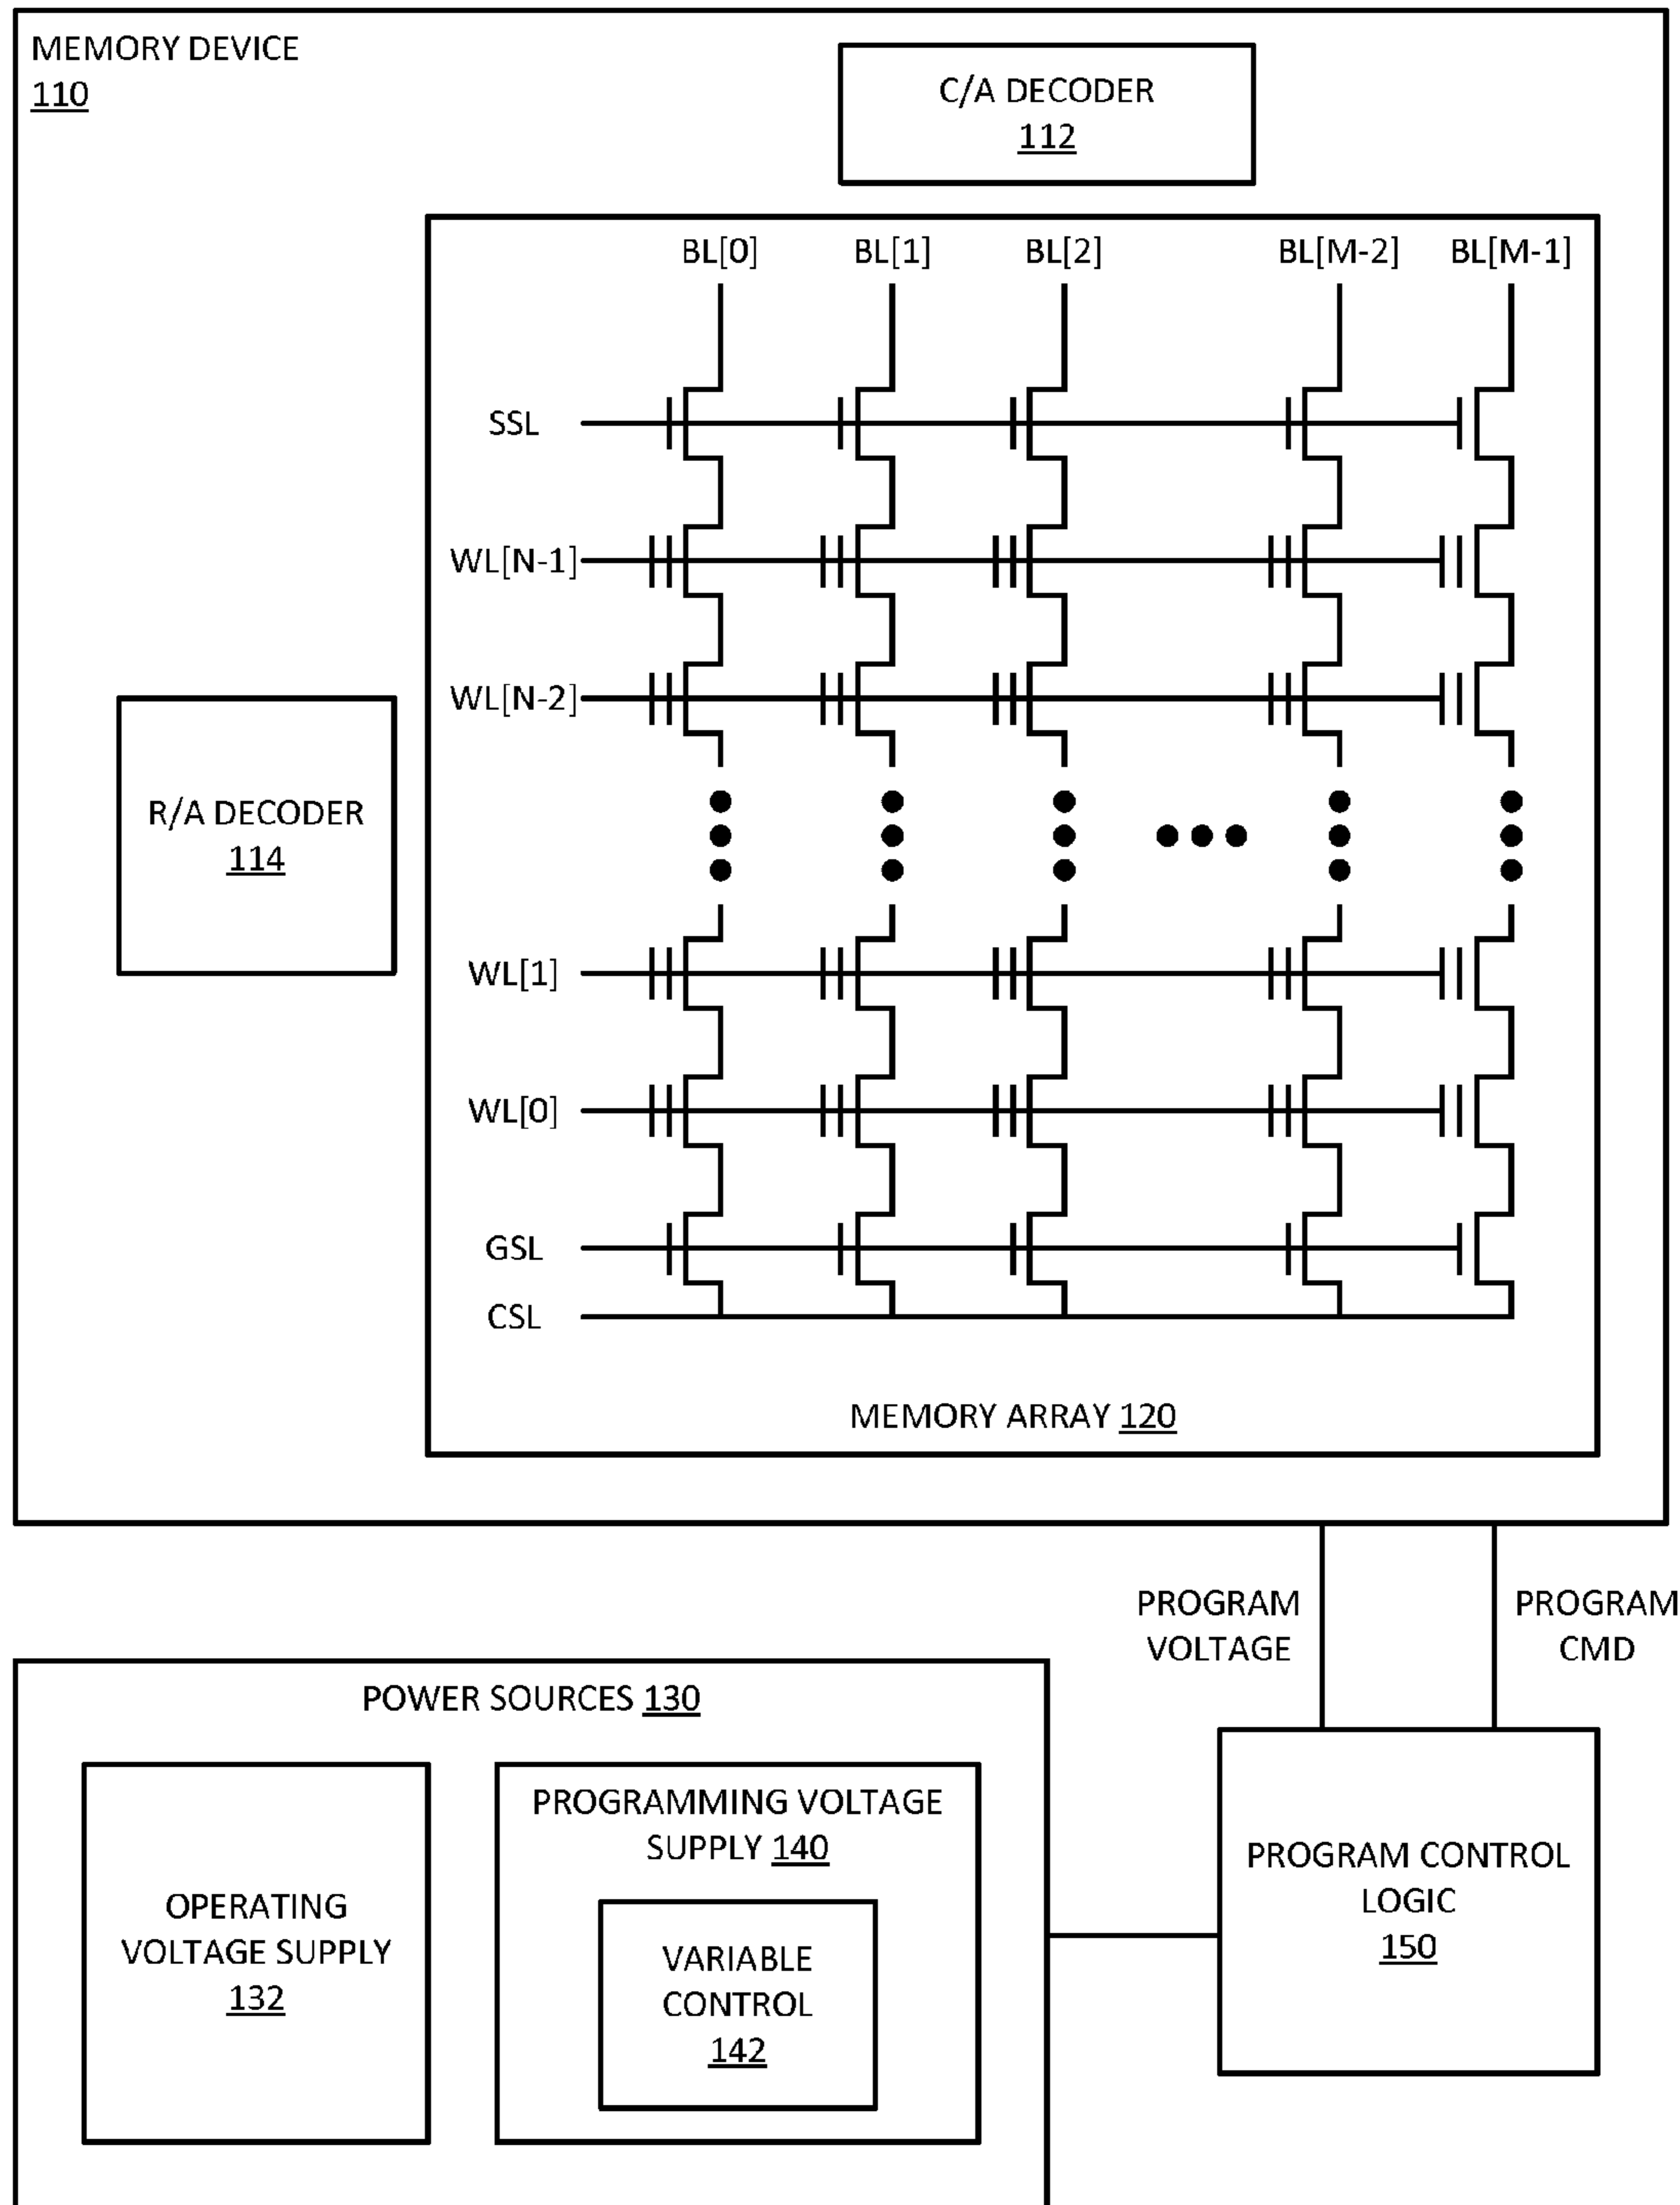 MEMORY DEVICE
110
C/A DECODER
112
BL[0] BL[1] BL[2] BL[M-2] BL[M-1]
SSL
WL[N-1]
WL[N-2]
R/A DECODER
114
WL[1]
WL[0]
GSL
CSL
MEMORY ARRAY 120
PROGRAM
VOLTAGE
PROGRAM
CMD
POWER SOURCES 130
OPERATING
VOLTAGE SUPPLY
132
PROGRAMMING VOLTAGE
SUPPLY 140
VARIABLE
CONTROL
142
PROGRAM CONTROL
LOGIC
150